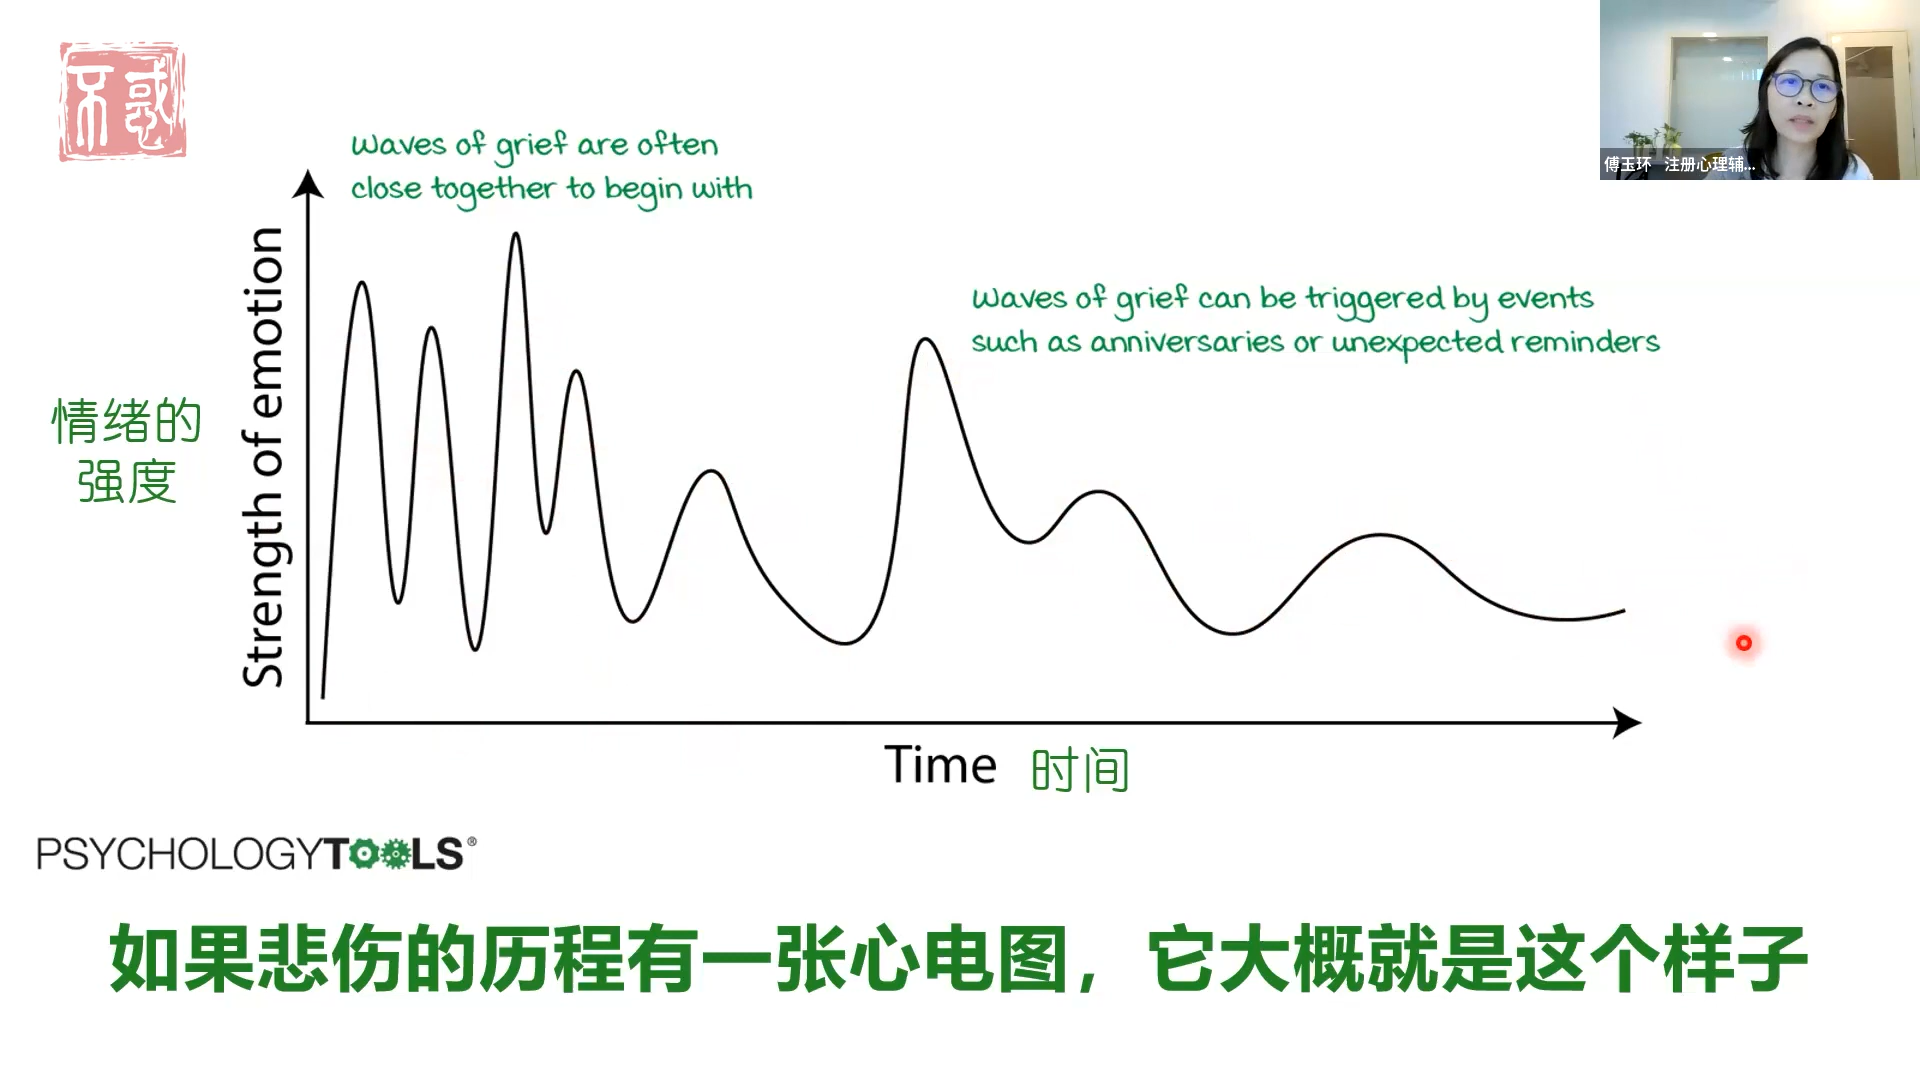 不惑
傅玉环 注册心理辅...
waves of grief are often
close together to begin with
waves of grief can be triggered by events
such as anniversaries or unexpected reminders
情绪的
强度
Strength of emotion
Time 时间
PSYCHOLOGYTOOLS®
如果悲伤的历程有一张心电图，它大概就是这个样子